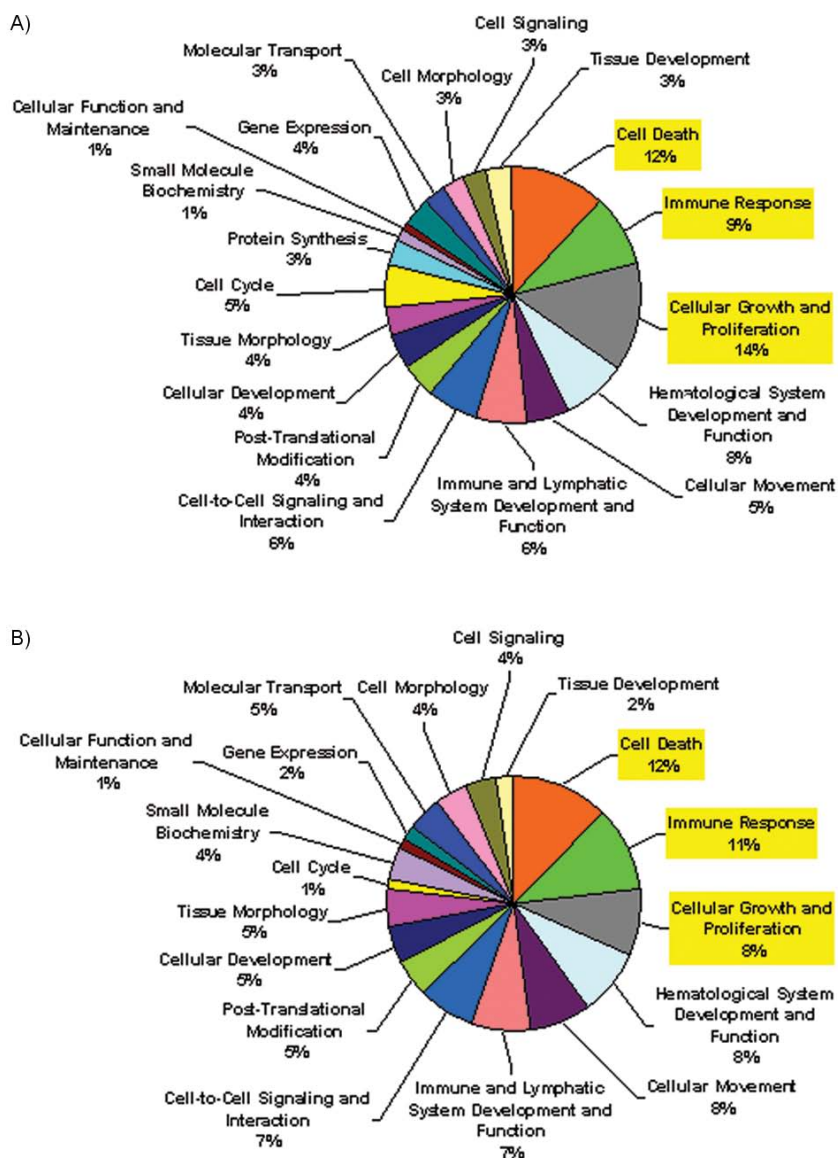 A)
Cell Signaling
3%
Tissue Development
3%
Cell Death
12%
Immune Response
9%
Cellular Growth and
Proliferation
14%
Hematological System
Development and
Function
8%
Cellular Movement
5%
Immune and Lymphatic
System Development and
Function
6%
Cell-to-Cell Signaling and
Interaction
6%
Post-Translational
Modification
4%
Cellular Development
4%
Tissue Morphology
4%
Cell Cycle
5%
Protein Synthesis
3%
Small Molecule
Biochemistry
1%
Cellular Function and
Maintenance
1%
Gene Expression
4%
Molecular Transport
3%
Cell Morphology
3%
B)
Cell Signaling
4%
Tissue Development
2%
Cell Death
12%
Immune Response
11%
Cellular Growth and
Proliferation
8%
Hematological System
Development and
Function
8%
Cellular Movement
8%
Immune and Lymphatic
System Development and
Function
7%
Cell-to-Cell Signaling and
Interaction
7%
Post-Translational
Modification
5%
Cellular Development
5%
Tissue Morphology
5%
Cell Cycle
1%
Small Molecule
Biochemistry
4%
Cellular Function and
Maintenance
1%
Gene Expression
2%
Molecular Transport
5%
Cell Morphology
4%